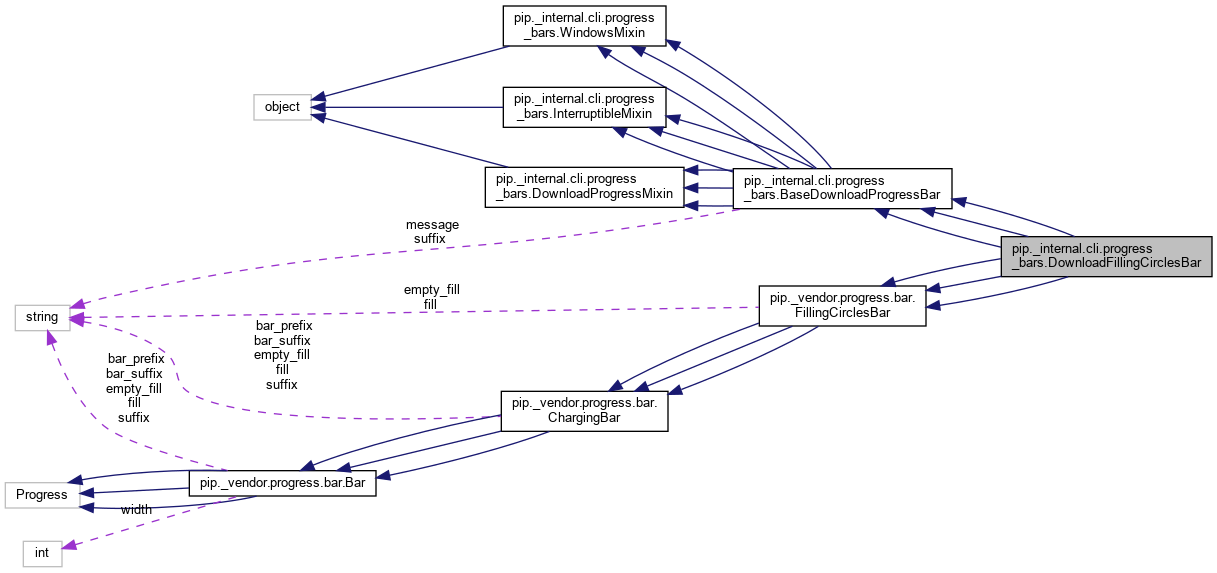 pip._internal.cli.progress
_bars.WindowsMixin
object
pip._internal.cli.progress
_bars.InterruptibleMixin
pip._internal.cli.progress
_bars.DownloadProgressMixin
pip._internal.cli.progress
_bars.BaseDownloadProgressBar
message
suffix
pip._internal.cli.progress
_bars.DownloadFillingCirclesBar
string
empty_fill
fill
pip._vendor.progress.bar.
FillingCirclesBar
bar_prefix
bar_suffix
empty_fill
fill
suffix
bar_prefix
bar_suffix
empty_fill
fill
suffix
pip._vendor.progress.bar.
ChargingBar
Progress
pip._vendor.progress.bar.Bar
width
int